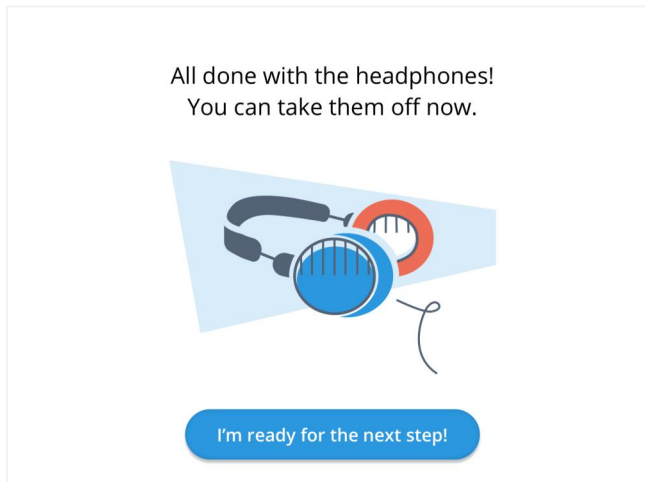 All done with the headphones!
You can take them off now.
I’m ready for the next step!